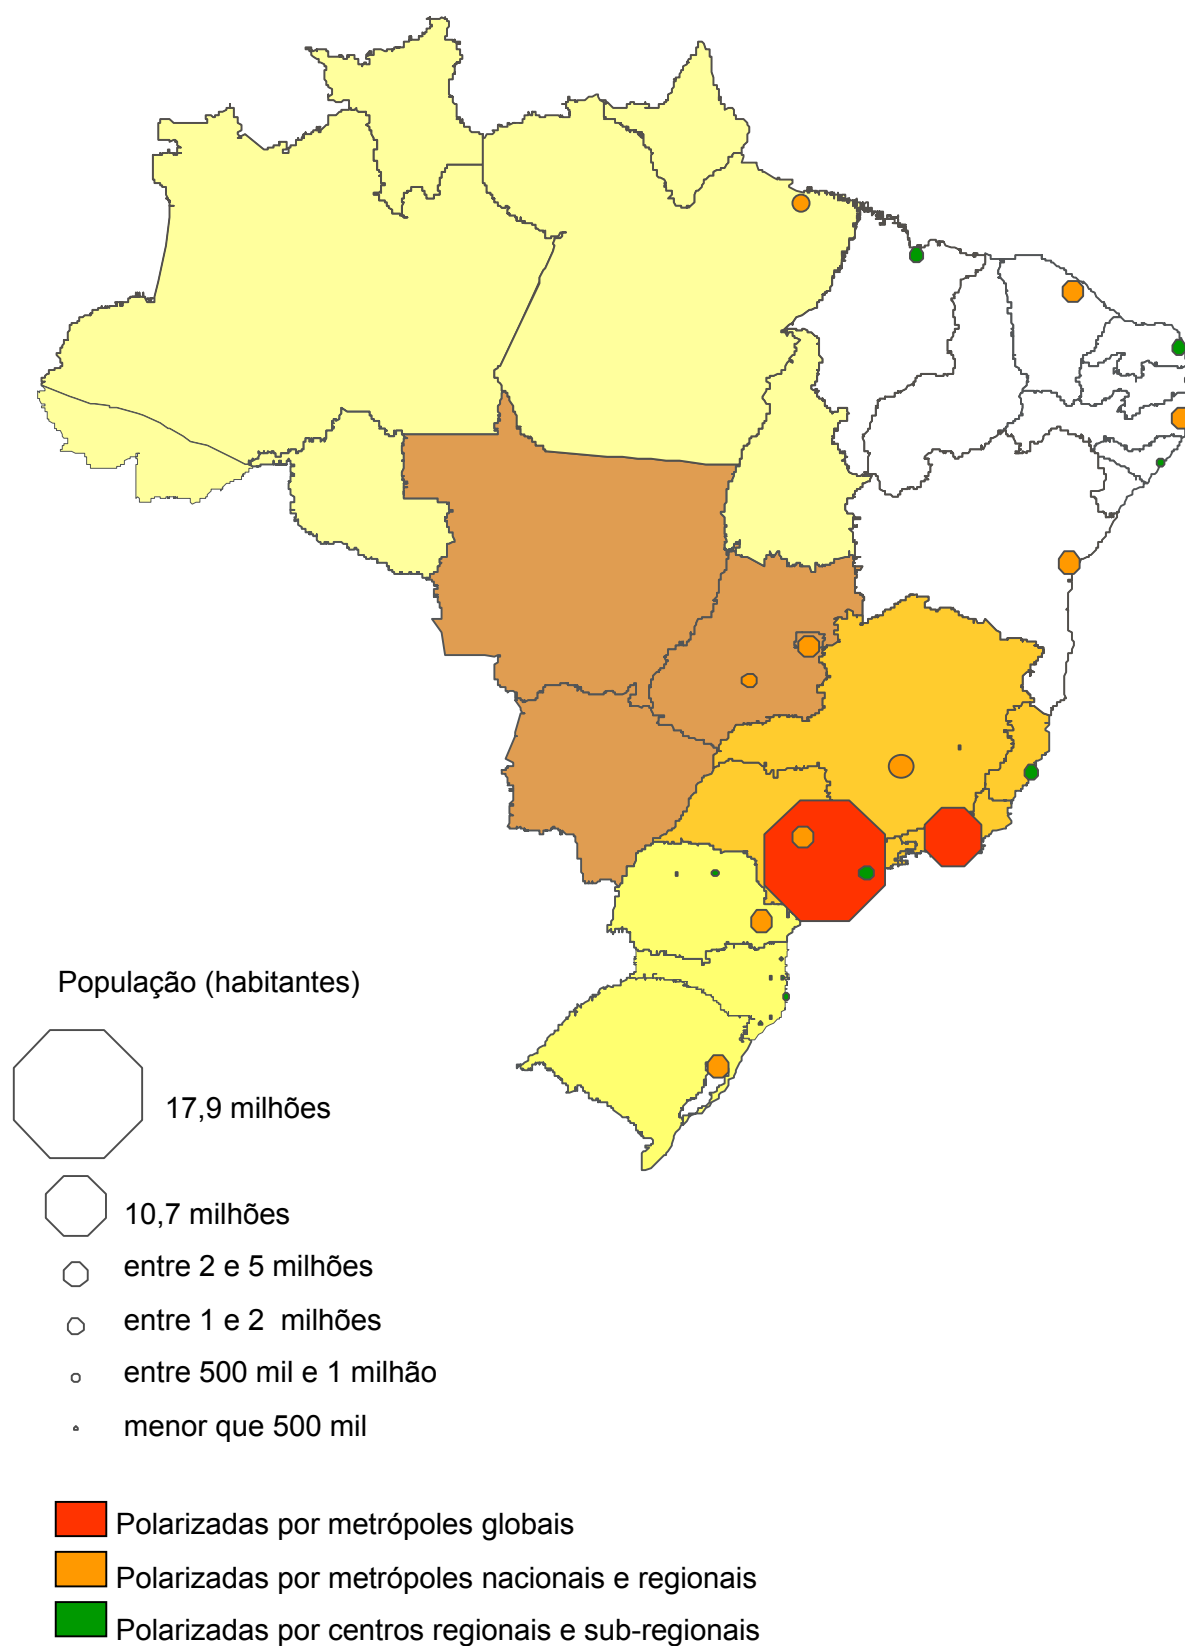 População (habitantes)
17,9 milhões
10,7 milhões
entre 2 e 5 milhões
entre 1 e 2 milhões
entre 500 mil e 1 milhão
menor que 500 mil
Polarizadas por metrópoles globais
Polarizadas por metrópoles nacionais e regionais
Polarizadas por centros regionais e sub-regionais